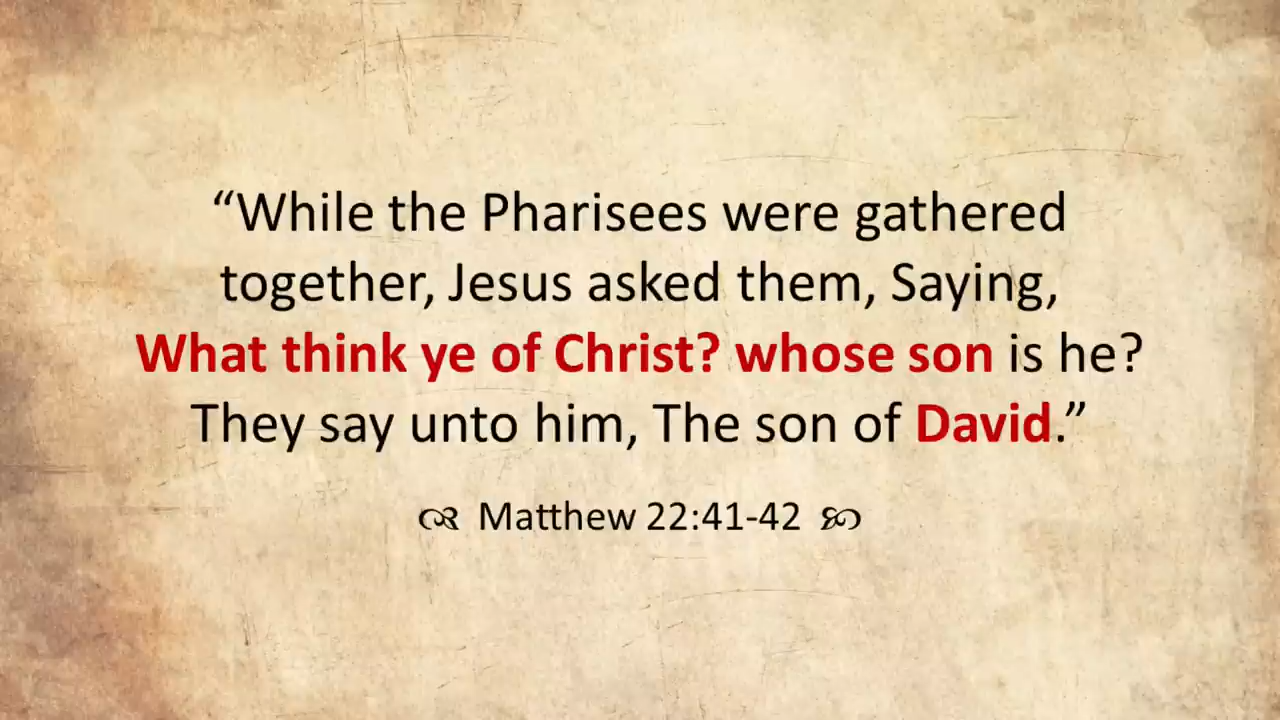 “While the Pharisees were gathered
together, Jesus asked them, Saying,
What think ye of Christ? whose son is he?
They say unto him, The son of David.”
Matthew 22:41-42